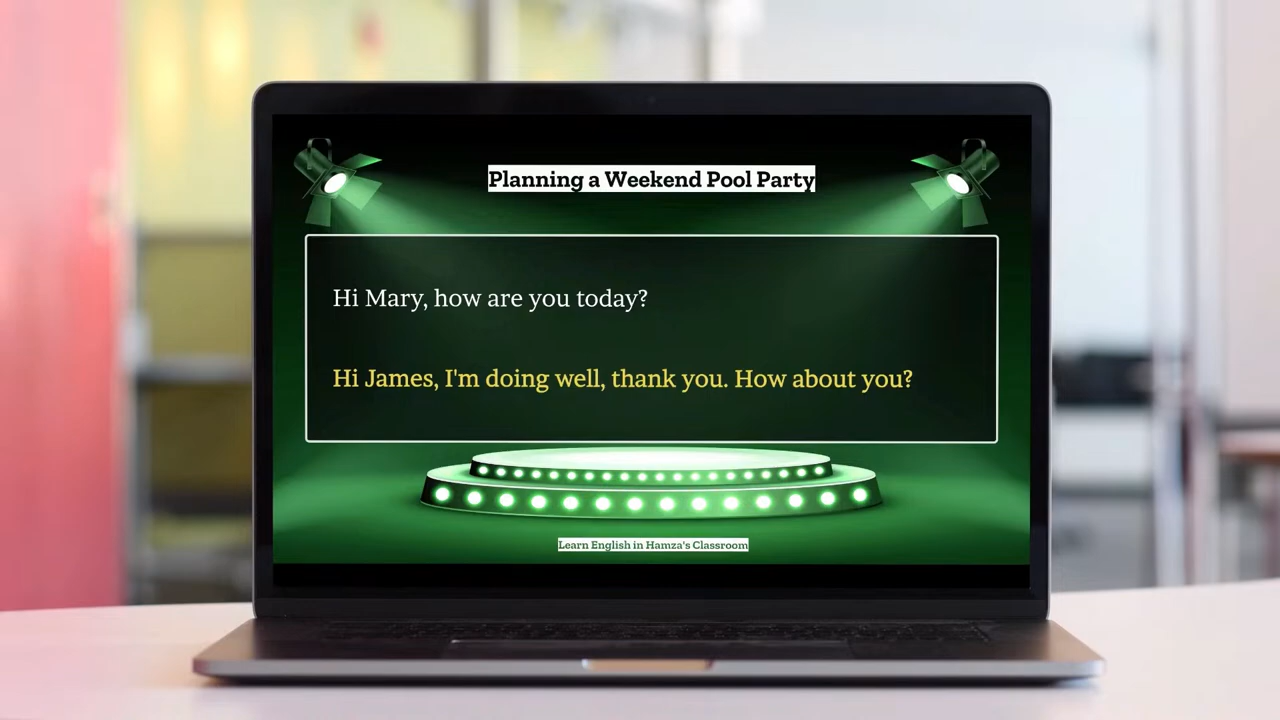 Planning a Weekend Pool Party
Hi Mary, how are you today?
Hi James, I'm doing well, thank you. How about you?
Learn English in Hamza's Classroom